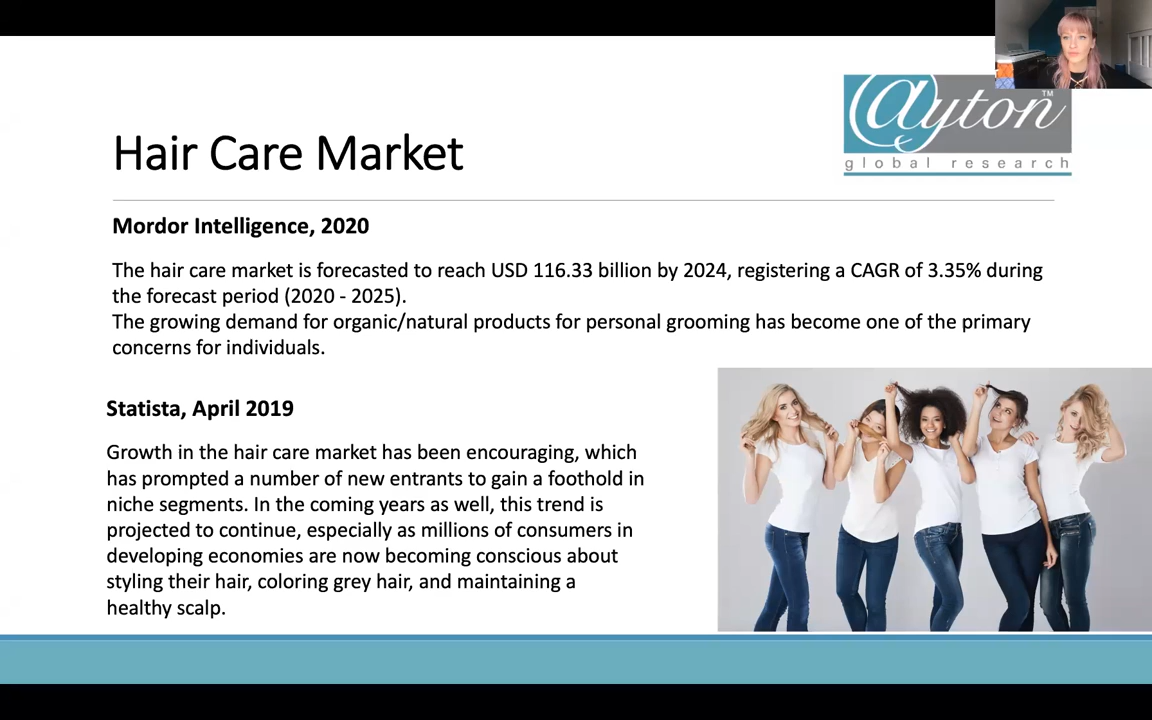 @yton™
global research
Hair Care Market
Mordor Intelligence, 2020
The hair care market is forecasted to reach USD 116.33 billion by 2024, registering a CAGR of 3.35% during
the forecast period (2020 - 2025).
The growing demand for organic/natural products for personal grooming has become one of the primary
concerns for individuals.
Statista, April 2019
Growth in the hair care market has been encouraging, which
has prompted a number of new entrants to gain a foothold in
niche segments. In the coming years as well, this trend is
projected to continue, especially as millions of consumers in
developing economies are now becoming conscious about
styling their hair, coloring grey hair, and maintaining a
healthy scalp.